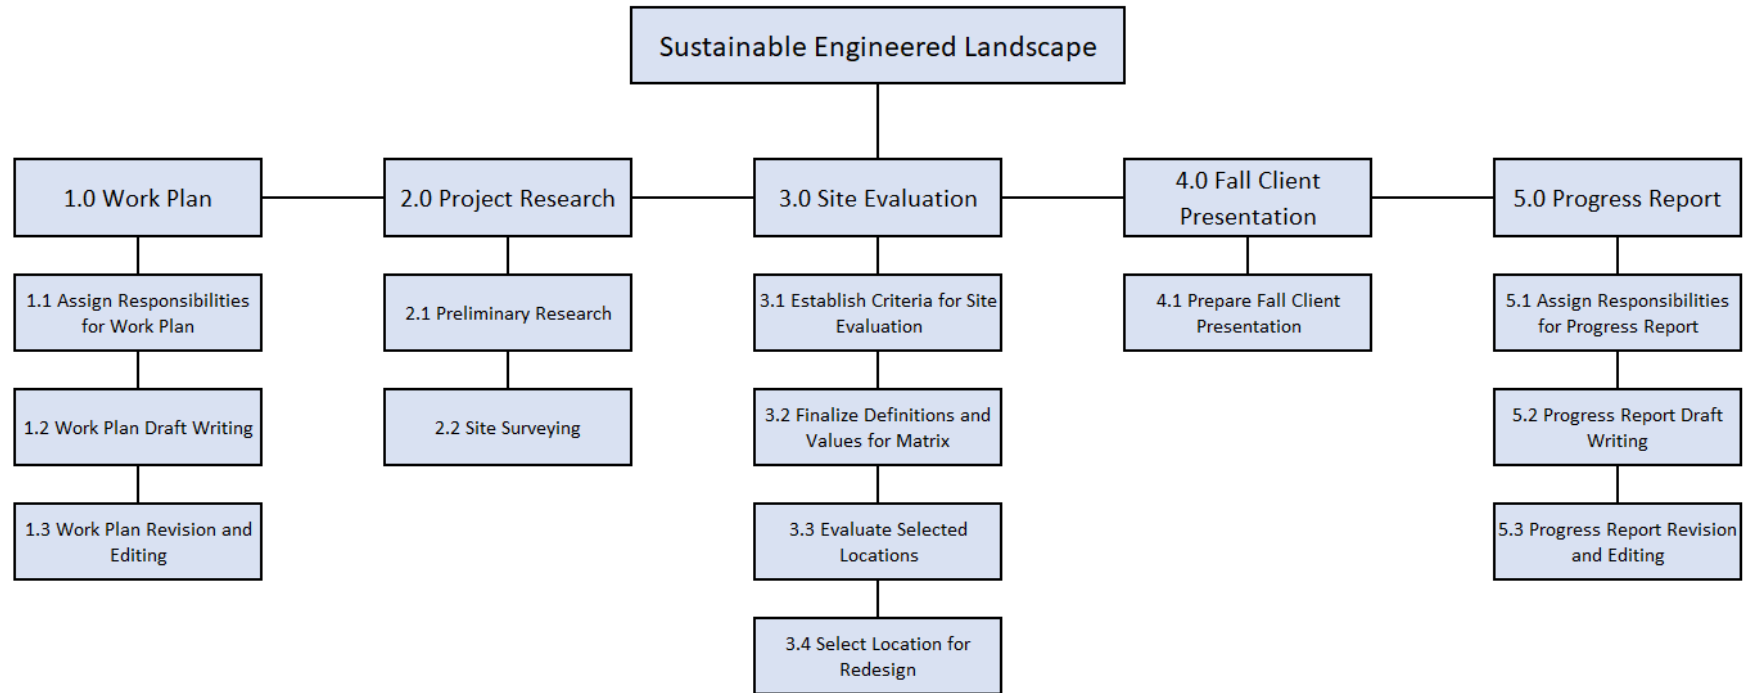 Sustainable Engineered Landscape
1.0 Work Plan
2.0 Project Research
3.0 Site Evaluation
4.0 Fall Client
Presentation
5.0 Progress Report
1.1 Assign Responsibilities
for Work Plan
2.1 Preliminary Research
3.1 Establish Criteria for Site
Evaluation
4.1 Prepare Fall Client
Presentation
5.1 Assign Responsibilities
for Progress Report
1.2 Work Plan Draft Writing
2.2 Site Surveying
3.2 Finalize Definitions and
Values for Matrix
5.2 Progress Report Draft
Writing
1.3 Work Plan Revision and
Editing
3.3 Evaluate Selected
Locations
5.3 Progress Report Revision
and Editing
3.4 Select Location for
Redesign